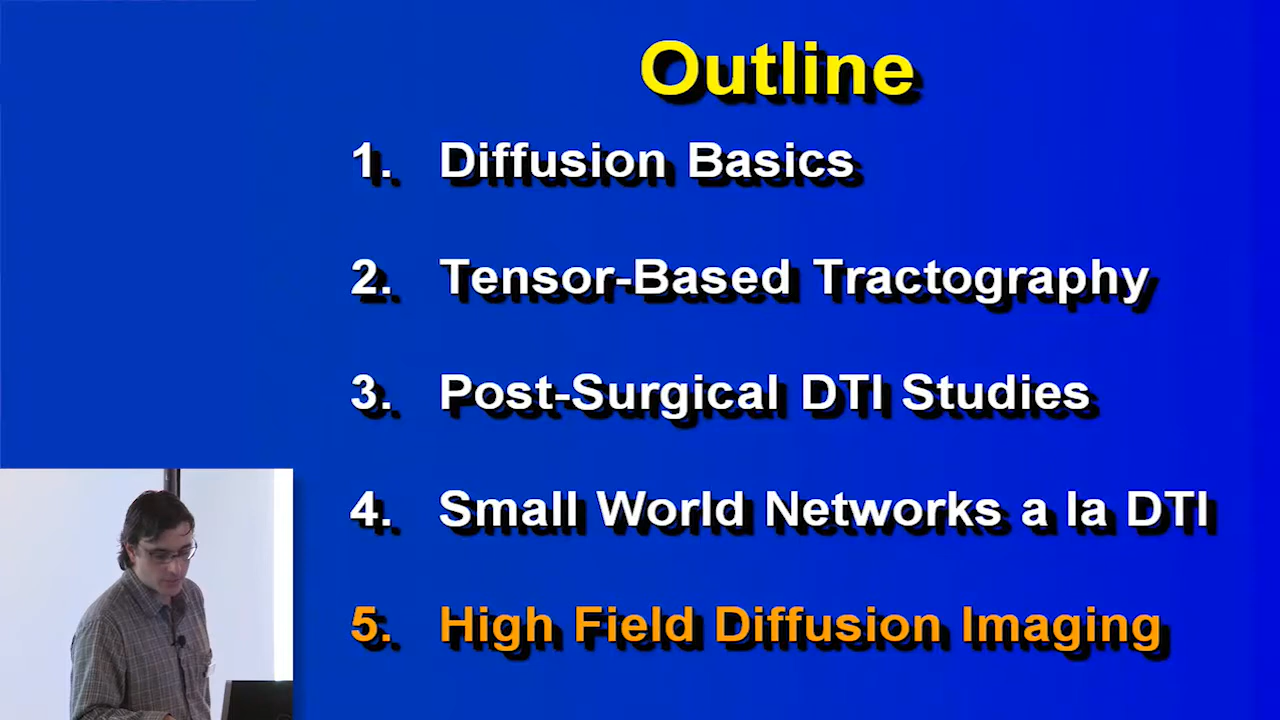 Outline
1. Diffusion Basics
2. Tensor-Based Tractography
3. Post-Surgical DTI Studies
4. Small World Networks a la DTI
5. High Field Diffusion Imaging